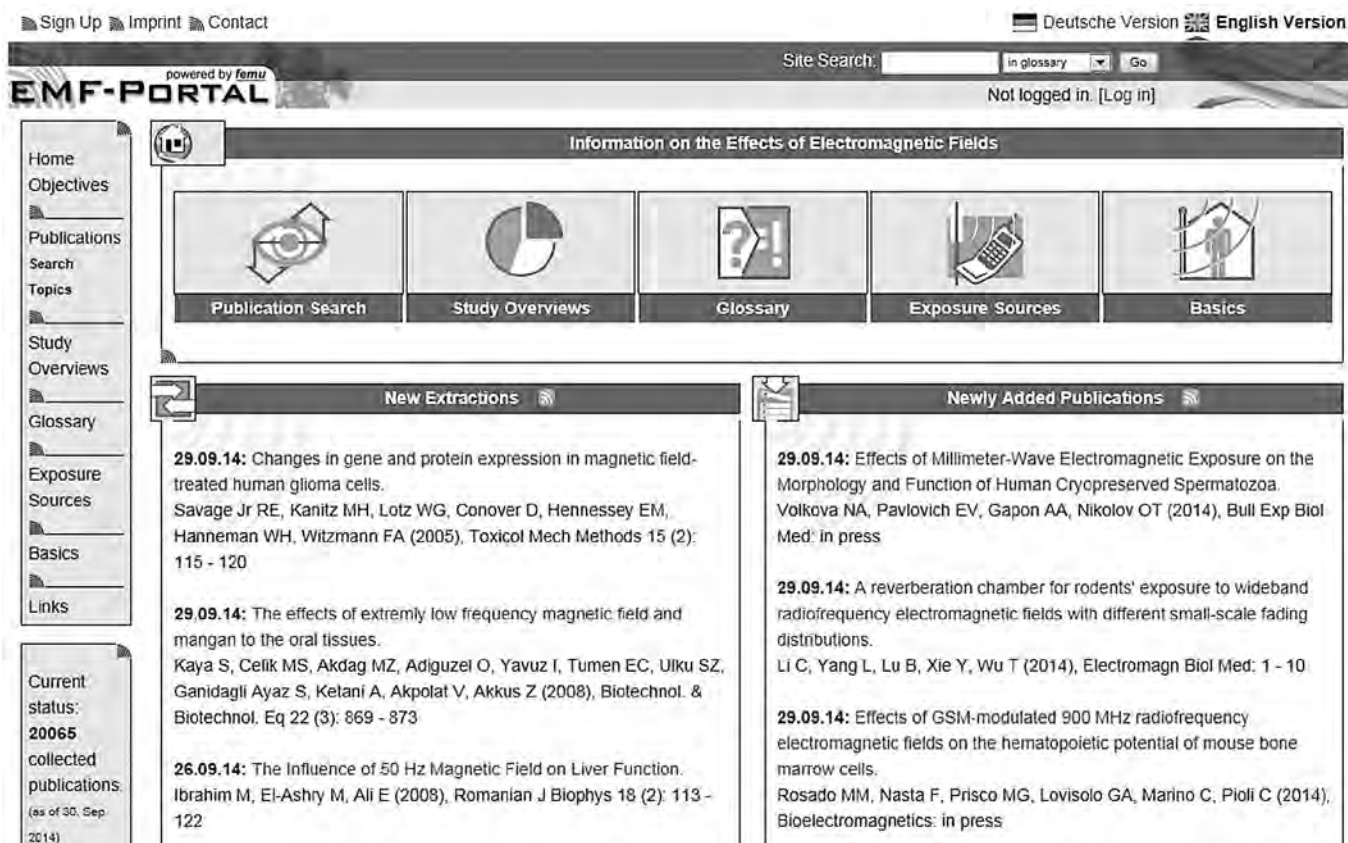 Sign Up Imprint Contact
Deutsche Version English Version
Site Search: in glossary Go
powered by femu
EMF-PORTAL
Not logged in. [Log in]
Home
Objectives
Publications
Search
Topics
Study
Overviews
Glossary
Exposure
Sources
Basics
Links
Current
status:
20065
collected
publications.
(as of 30. Sep
2014)
Information on the Effects of Electromagnetic Fields
Publication Search
Study Overviews
Glossary
Exposure Sources
Basics
New Extractions
29.09.14: Changes in gene and protein expression in magnetic field-
treated human glioma cells.
Savage Jr RE, Kanitz MH, Lotz WG, Conover D, Hennessey EM,
Hanneman WH, Witzmann FA (2005), Toxicol Mech Methods 15 (2):
115 - 120
29.09.14: The effects of extremly low frequency magnetic field and
mangan to the oral tissues.
Kaya S, Celik MS, Akdag MZ, Adiguzel O, Yavuz I, Tumen EC, Ulku SZ,
Ganidagli Ayaz S, Ketani A, Akpolat V, Akkus Z (2008), Biotechnol. &
Biotechnol. Eq 22 (3): 869 - 873
26.09.14: The Influence of 50 Hz Magnetic Field on Liver Function.
Ibrahim M, El-Ashry M, Ali E (2008), Romanian J Biophys 18 (2): 113 -
122
Newly Added Publications
29.09.14: Effects of Millimeter-Wave Electromagnetic Exposure on the
Morphology and Function of Human Cryopreserved Spermatozoa.
Volkova NA, Pavlovich EV, Gapon AA, Nikolov OT (2014), Bull Exp Biol
Med: in press
29.09.14: A reverberation chamber for rodents' exposure to wideband
radiofrequency electromagnetic fields with different small-scale fading
distributions.
Li C, Yang L, Lu B, Xie Y, Wu T (2014), Electromagn Biol Med: 1 - 10
29.09.14: Effects of GSM-modulated 900 MHz radiofrequency
electromagnetic fields on the hematopoietic potential of mouse bone
marrow cells.
Rosado MM, Nasta F, Prisco MG, Lovisolo GA, Marino C, Pioli C (2014),
Bioelectromagnetics: in press